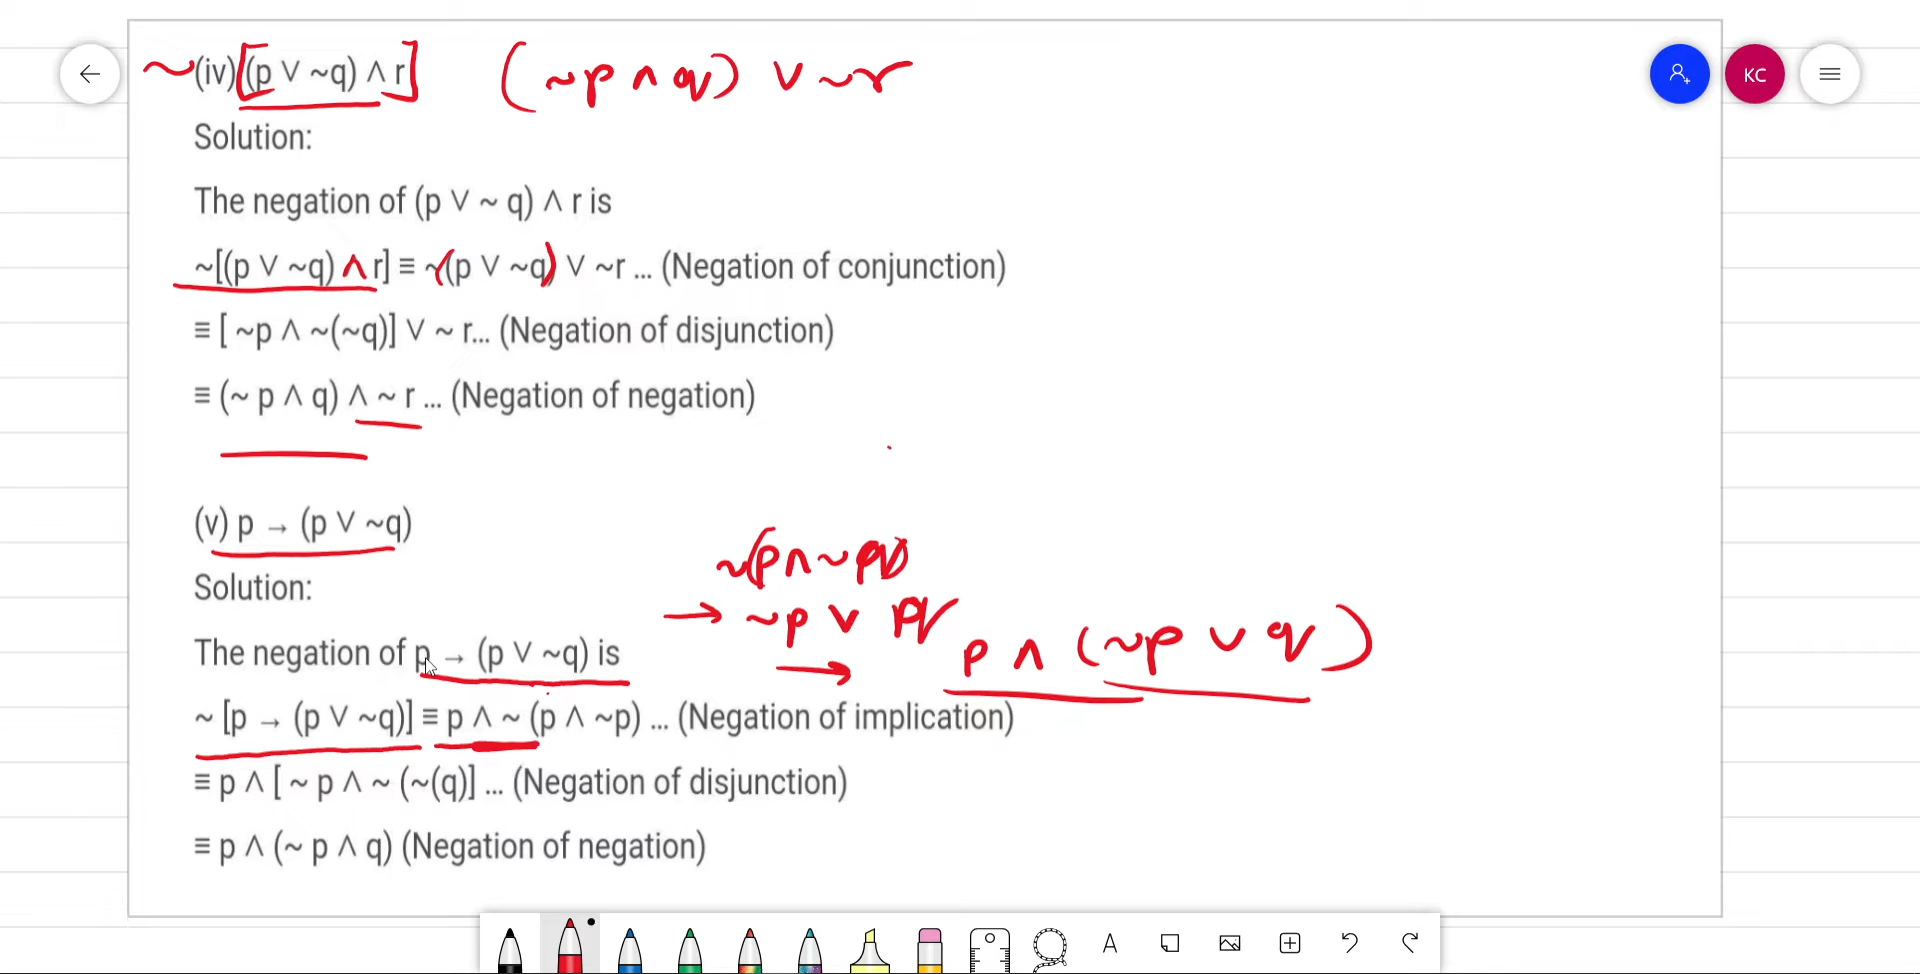 ~(iv)[(p ∨ ~q) ∧ r] (~p ∧ q) ∨ ~r
KC
Solution:
The negation of (p ∨ ~ q) ∧ r is
~[(p ∨ ~q) ∧ r] ≡ ~(p ∨ ~q) ∨ ~r ... (Negation of conjunction)
≡ [ ~p ∧ ~(~q)] ∨ ~ r... (Negation of disjunction)
≡ (~ p ∧ q) ∧ ~ r ... (Negation of negation)
(v) p → (p ∨ ~q)
~(p ∧ ~
Solution:
→ ~p ∨
The negation of p → (p ∨ ~q) is
→ p ∧ (~p ∨ q)
~ [p → (p ∨ ~q)] ≡ p ∧ ~ (p ∧ ~p) ... (Negation of implication)
≡ p ∧ [ ~ p ∧ ~ (~(q)] ... (Negation of disjunction)
≡ p ∧ (~ p ∧ q) (Negation of negation)
A